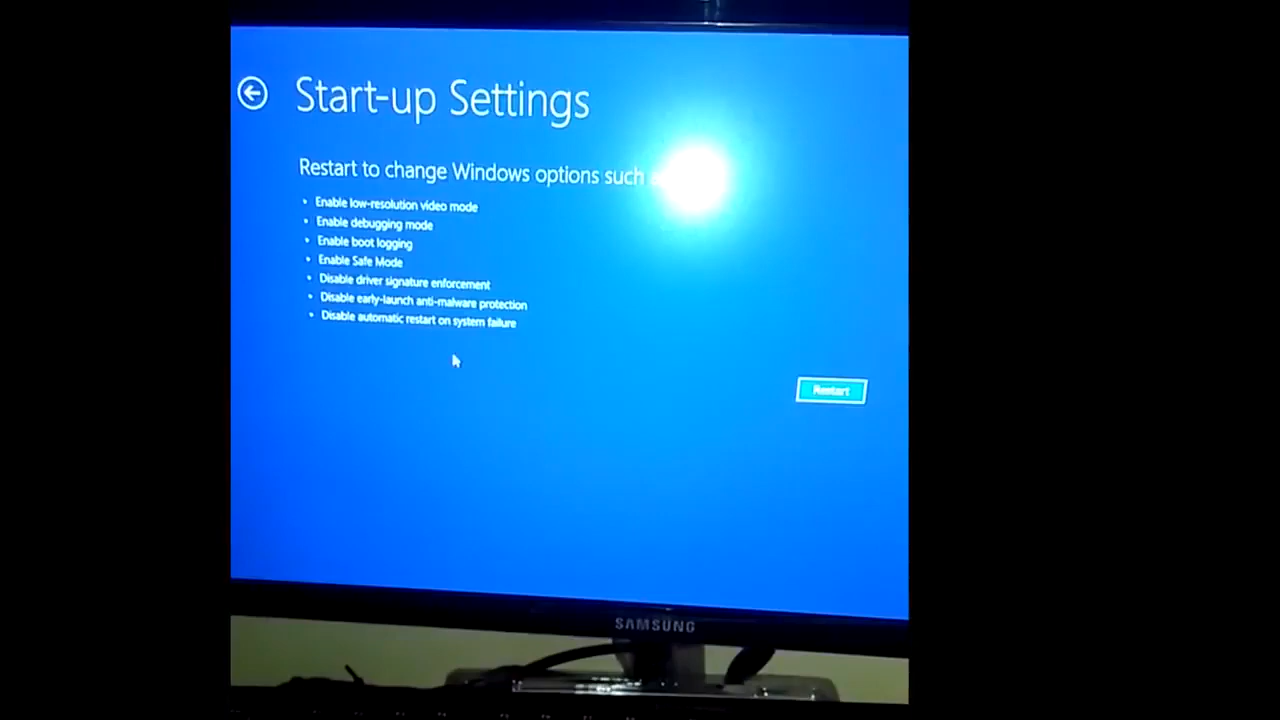 Start-up Settings
Restart to change Windows options such
Enable low-resolution video mode
Enable debugging mode
Enable boot logging
Enable Safe Mode
Disable driver signature enforcement
Disable early-launch anti-malware protection
Disable automatic restart on system failure
Restart
SAMSUNG